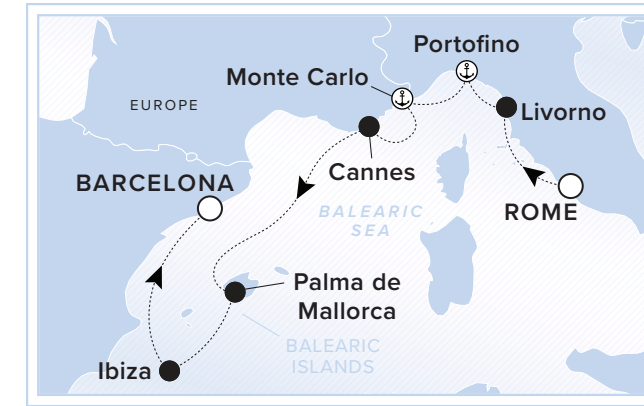 Portofino
Monte Carlo
EUROPE
Livorno
Cannes
BARCELONA
ROME
BALEARIC
SEA
Palma de
Mallorca
BALEARIC
ISLANDS
Ibiza